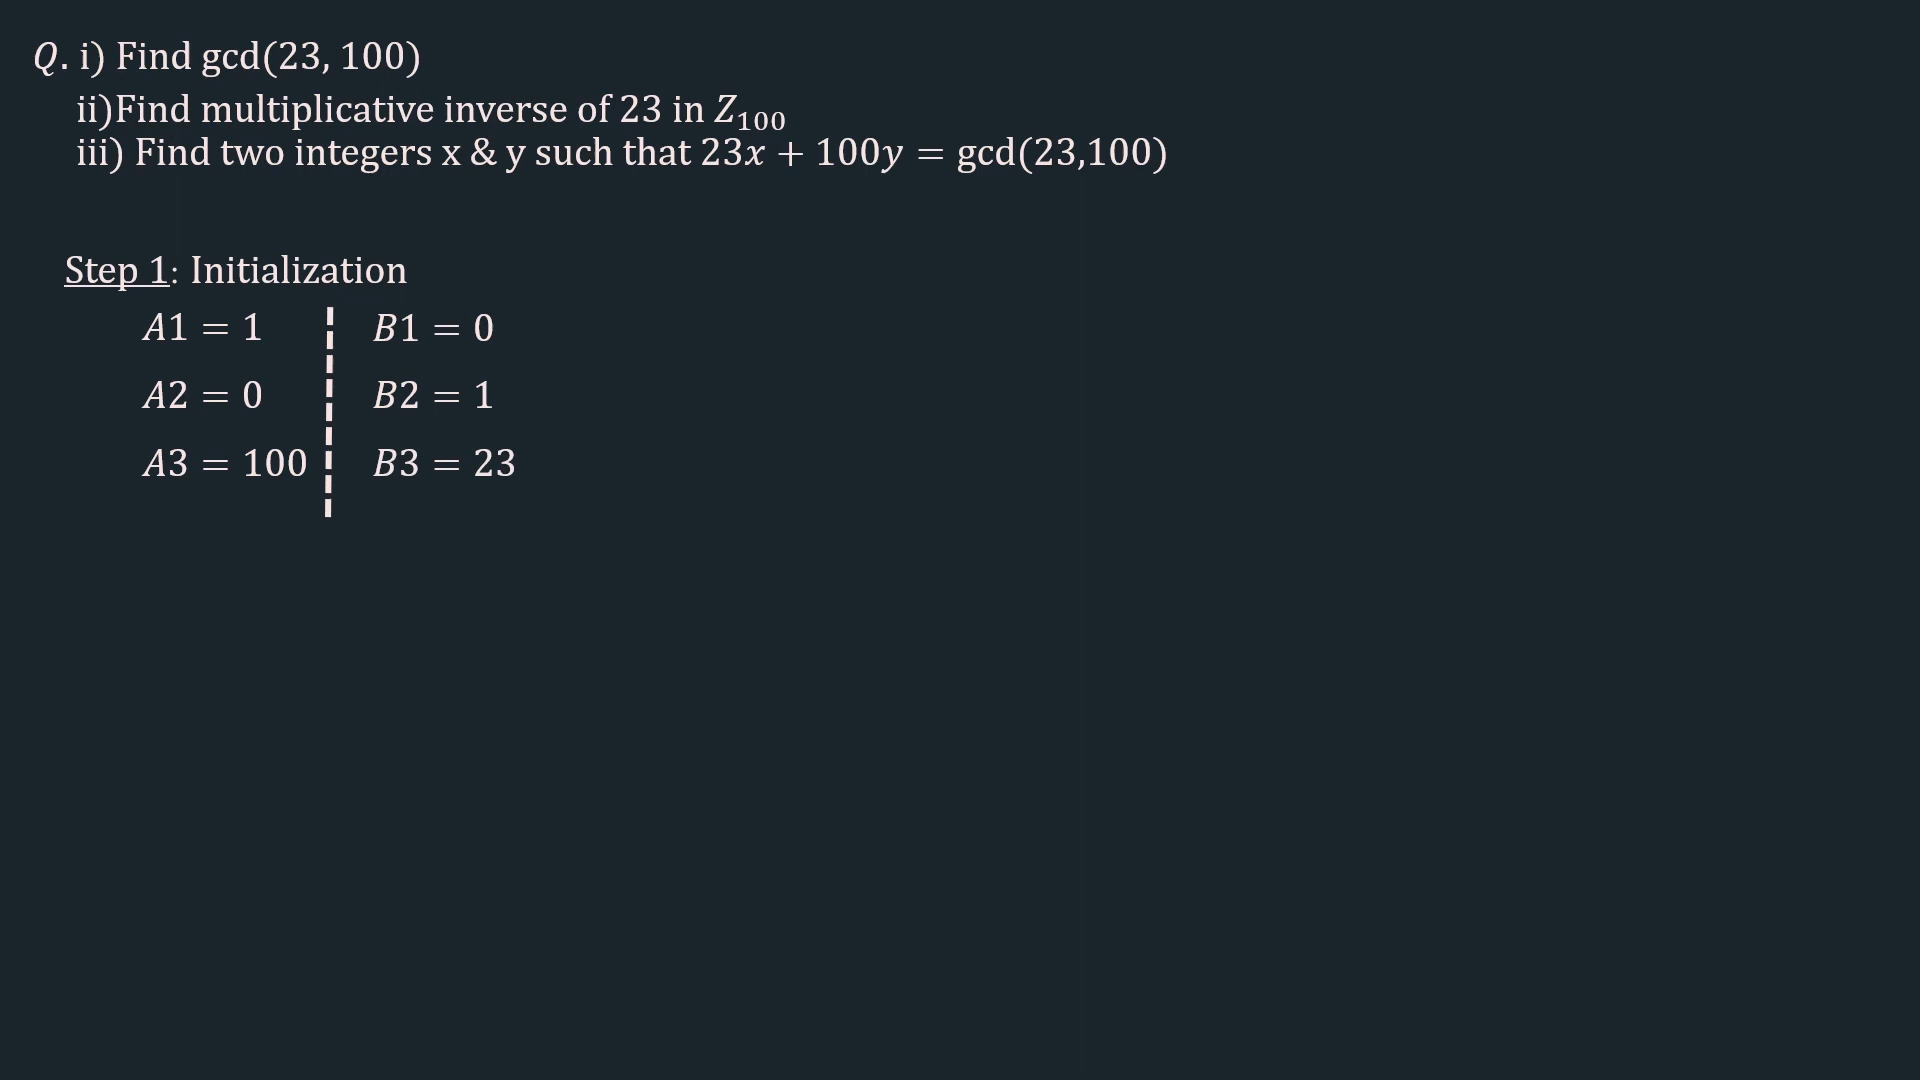 Q. i) Find gcd(23, 100)
ii)Find multiplicative inverse of 23 in Z₁₀₀
iii) Find two integers x & y such that 23x + 100y = gcd(23,100)
Step 1: Initialization
A1 = 1 B1 = 0
A2 = 0 B2 = 1
A3 = 100 B3 = 23